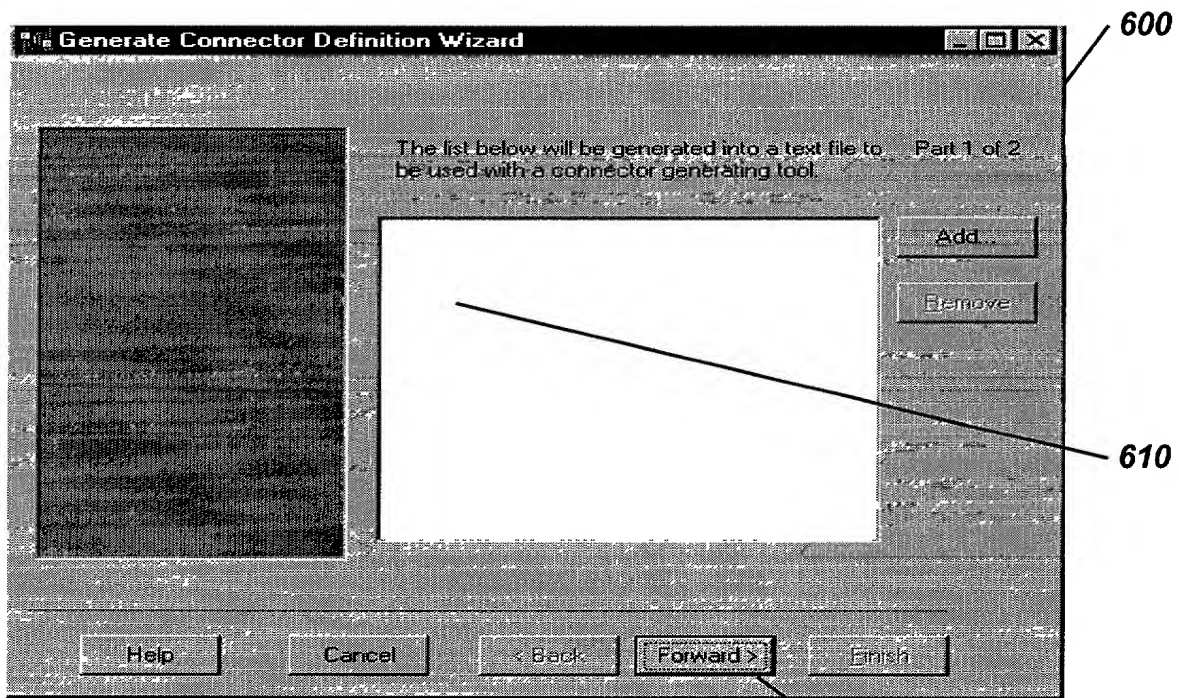 Generate Connector Definition Wizard
600
The list below will be generated into a text file to
be used with a connector generating tool.
Part 1 of 2
Add...
Remove
610
Help
Cancel
< Back
Forward >
Finish